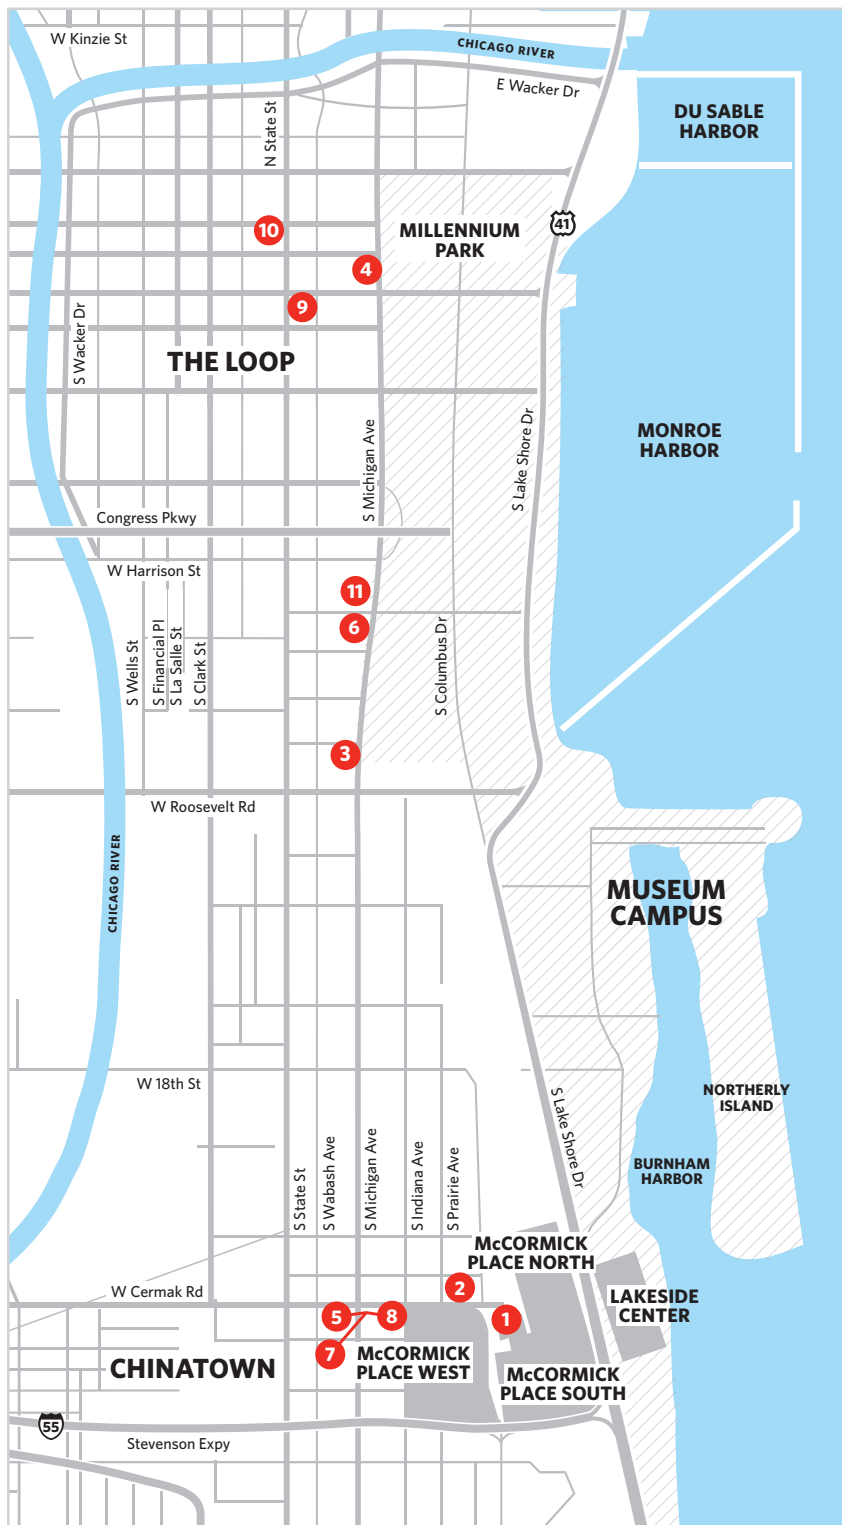 W Kinzie St
CHICAGO RIVER
E Wacker Dr
DU SABLE
HARBOR
N State St
41
10
MILLENNIUM
PARK
4
9
S Wacker Dr
THE LOOP
S Michigan Ave
S Lake Shore Dr
MONROE
HARBOR
Congress Pkwy
W Harrison St
11
6
S Wells St
S Financial Pl
S La Salle St
S Clark St
S Columbus Dr
3
W Roosevelt Rd
CHICAGO RIVER
MUSEUM
CAMPUS
W 18th St
NORTHERLY
ISLAND
S Lake Shore Dr
BURNHAM
HARBOR
S State St
S Wabash Ave
S Michigan Ave
S Indiana Ave
S Prairie Ave
McCORMICK
PLACE NORTH
W Cermak Rd
2
LAKESIDE
CENTER
5
8
1
7
McCORMICK
PLACE WEST
CHINATOWN
McCORMICK
PLACE SOUTH
55
Stevenson Expy